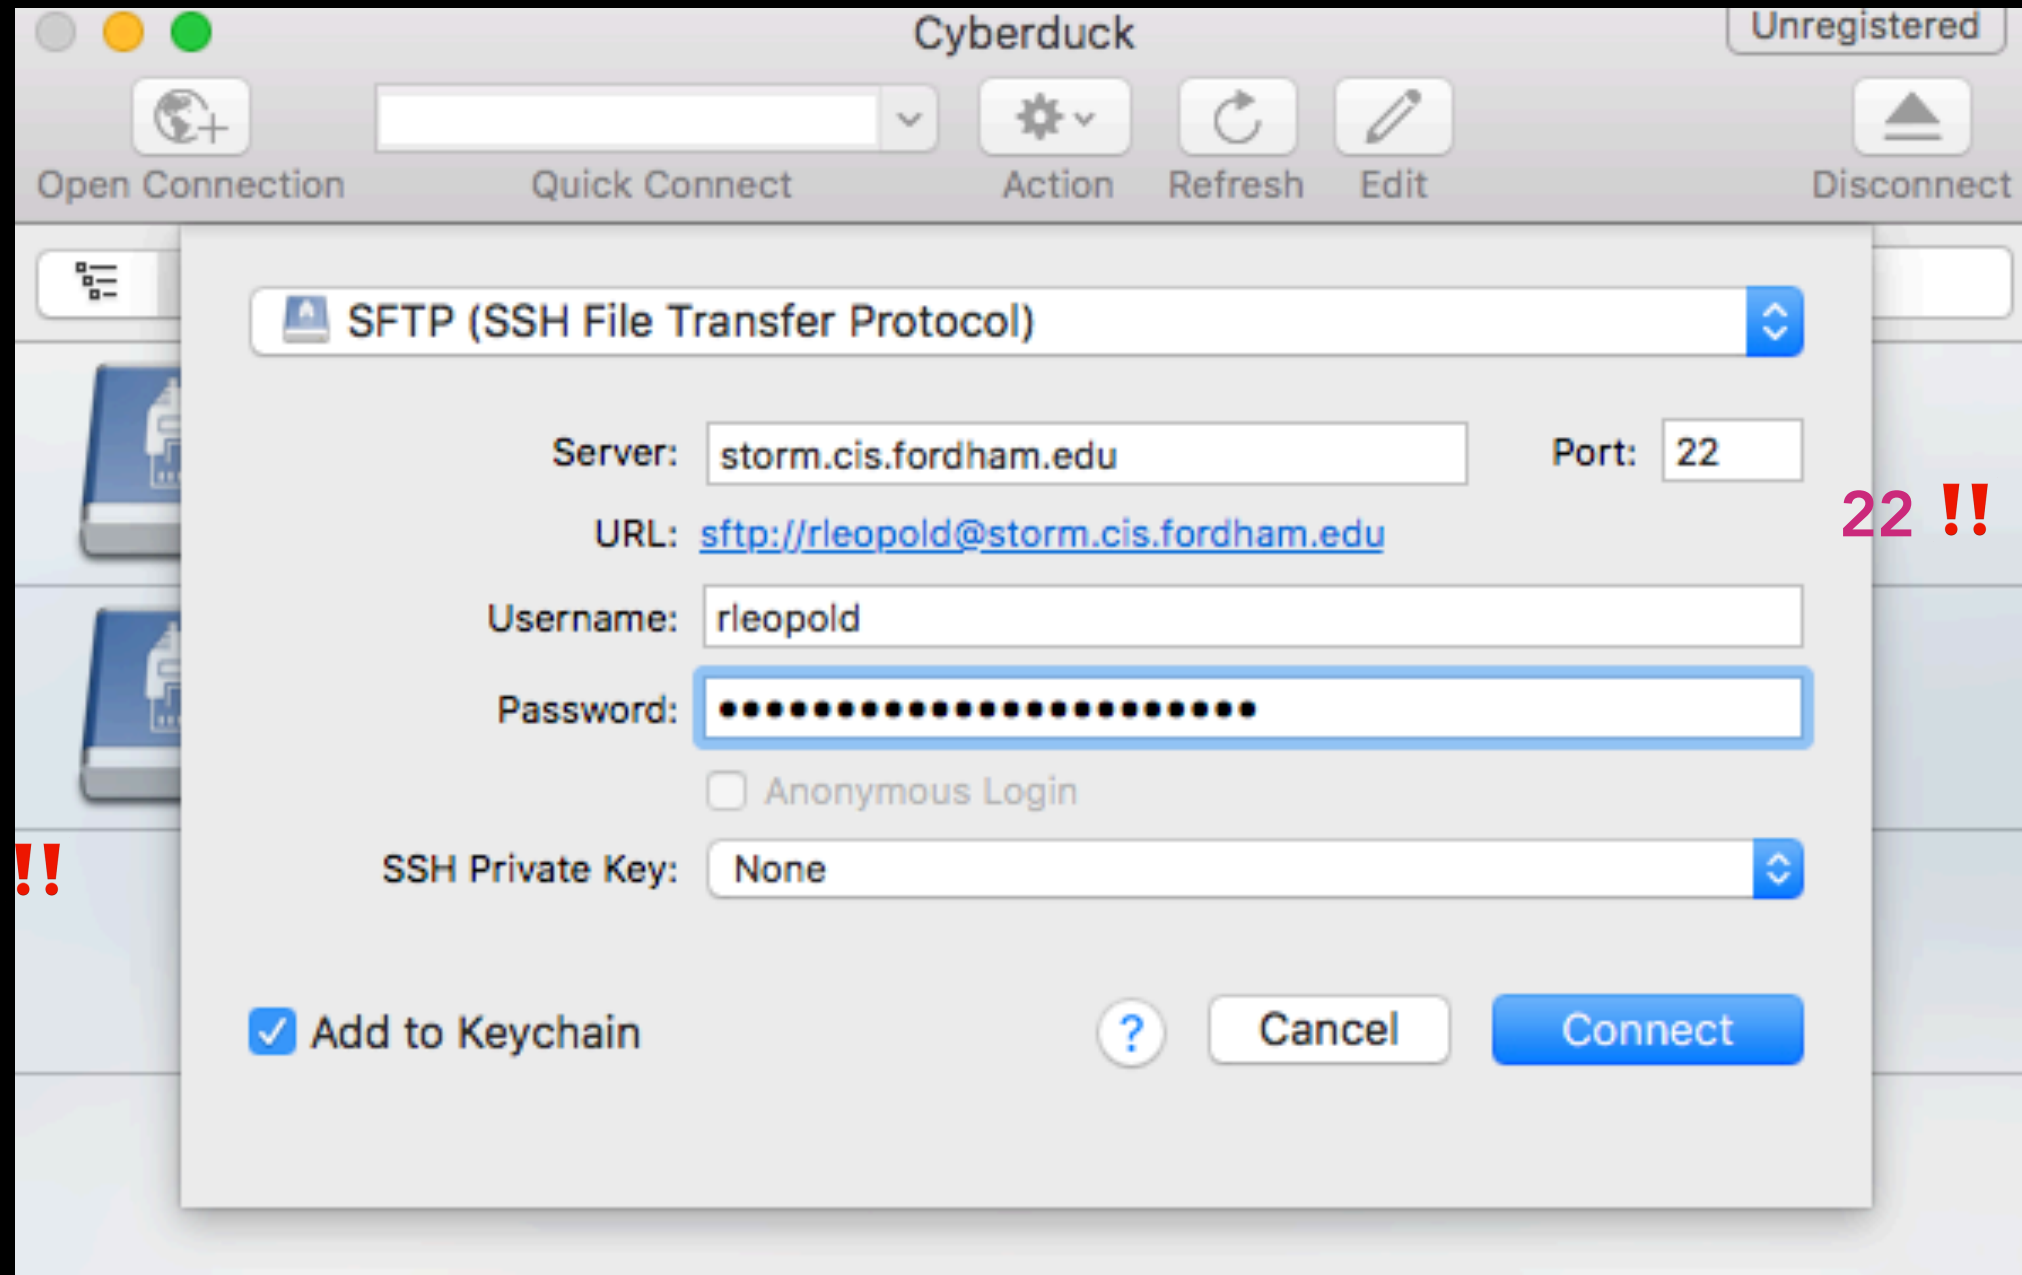 Cyberduck
Unregistered
Open Connection
Quick Connect
Action
Refresh
Edit
Disconnect
SFTP (SSH File Transfer Protocol)
Server: storm.cis.fordham.edu Port: 22
22 !!
URL: sftp://rleopold@storm.cis.fordham.edu
Username: rleopold
Password: •••••••••••••••••••••••
Anonymous Login
!!
SSH Private Key: None
Add to Keychain ? Cancel Connect